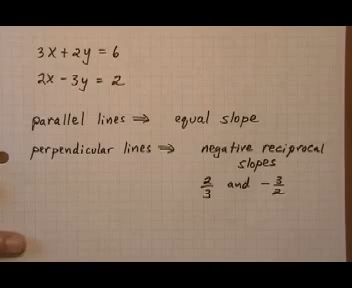 3x + 2y = 6
2x - 3y = 2
parallel lines ⇒ equal slope
perpendicular lines ⇒ negative reciprocal slopes
2/3 and -3/2